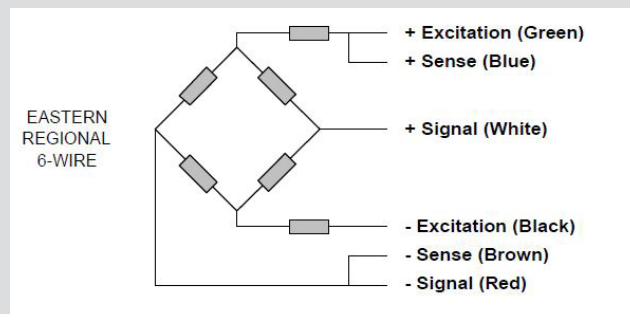 EASTERN
REGIONAL
6-WIRE
+ Excitation (Green)
+ Sense (Blue)
+ Signal (White)
- Excitation (Black)
- Sense (Brown)
- Signal (Red)